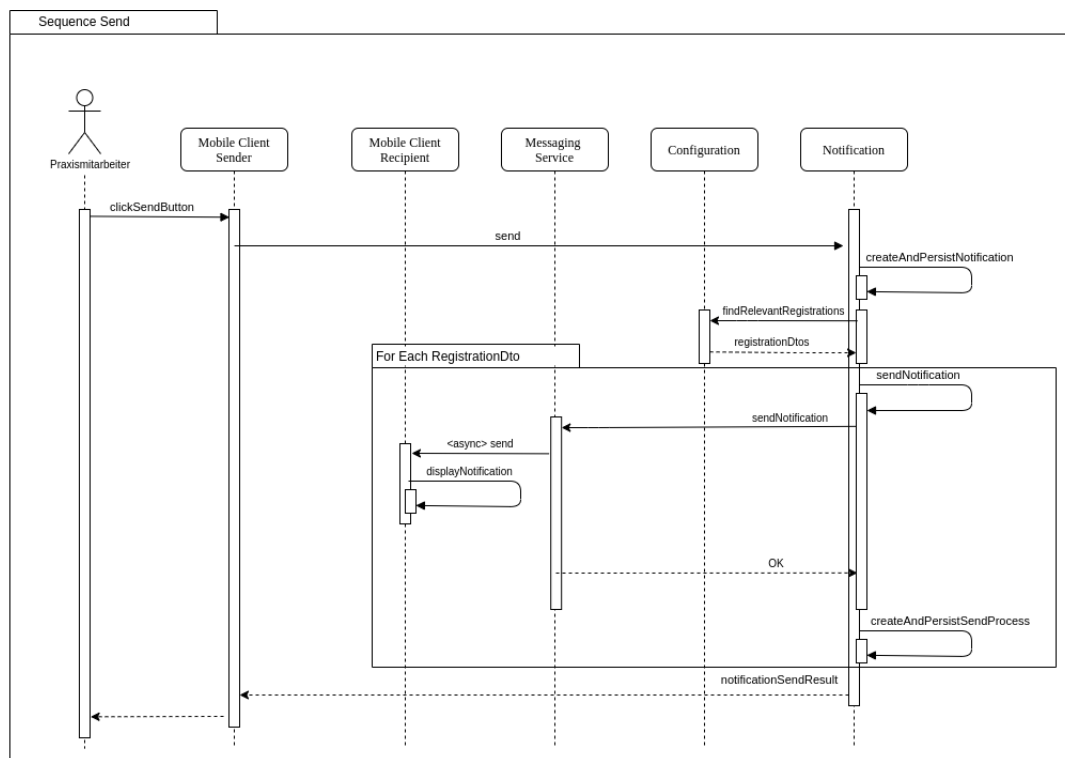 Sequence Send
Praxismitarbeiter
Mobile Client
Sender
Mobile Client
Recipient
Messaging
Service
Configuration
Notification
clickSendButton
send
createAndPersistNotification
findRelevantRegistrations
registrationDtos
For Each RegistrationDto
sendNotification
sendNotification
<async> send
displayNotification
OK
createAndPersistSendProcess
notificationSendResult